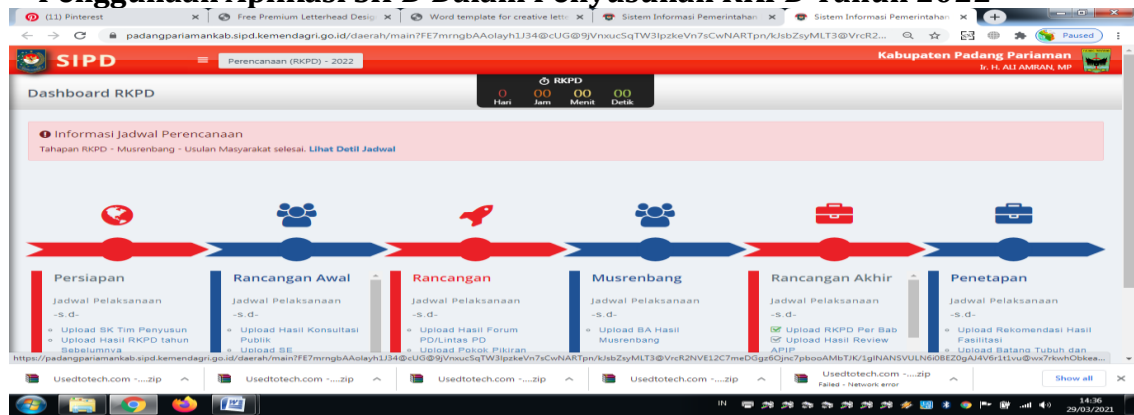 Penggunaan Aplikasi SIPD Dalam Penyusunan RKPD Tahun 2022
(11) Pinterest
Free Premium Letterhead Desig
Word template for creative lette
Sistem Informasi Pemerintahan
Sistem Informasi Pemerintahan
Paused
SIPD
Perencanaan (RKPD) - 2022
Kabupaten Padang Pariaman
Ir. H. ALI AMRAN, MP
Dashboard RKPD
RKPD
0 00 00 00
Hari Jam Menit Detik
Informasi Jadwal Perencanaan
Tahapan RKPD - Musrenbang - Usulan Masyarakat selesai. Lihat Detil Jadwal
Persiapan
Jadwal Pelaksanaan
-s.d-
Upload SK Tim Penyusun
Upload Hasil RKPD tahun
Sebelumnya
Rancangan Awal
Jadwal Pelaksanaan
-s.d-
Upload Hasil Konsultasi
Publik
Upload SE
Rancangan
Jadwal Pelaksanaan
-s.d-
Upload Hasil Forum
PD/Lintas PD
Upload Pokok Pikiran
Musrenbang
Jadwal Pelaksanaan
-s.d-
Upload BA Hasil
Musrenbang
Rancangan Akhir
Jadwal Pelaksanaan
-s.d-
Upload RKPD Per Bab
Upload Hasil Review
APIP
Penetapan
Jadwal Pelaksanaan
-s.d-
Upload Rekomendasi Hasil
Fasilitasi
Upload Batang Tubuh dan
Usedtotech.com -....zip
Usedtotech.com -....zip
Usedtotech.com -....zip
Usedtotech.com -....zip
Usedtotech.com -....zip
Failed - Network error
Show all
IN
14:36
29/03/2021